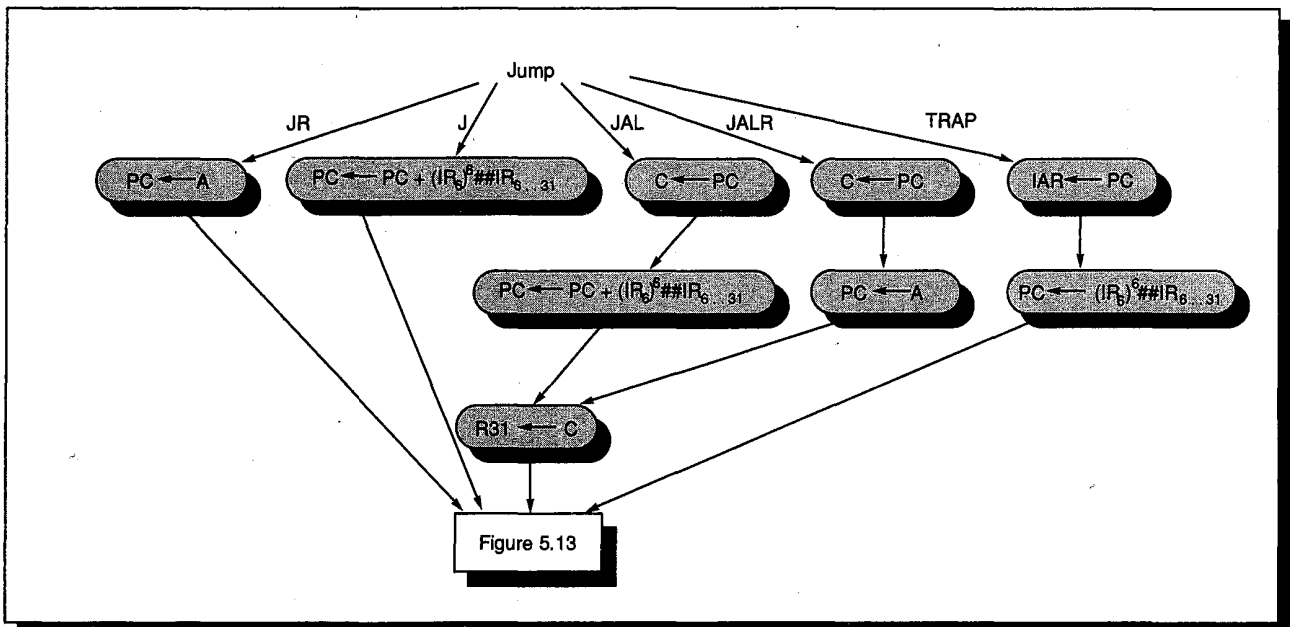 Jump
JR
J
JAL
JALR
TRAP
PC ← A
PC ← PC + (IR₆)⁶##IR₆...₃₁
C ← PC
C ← PC
IAR ← PC
PC ← PC + (IR₆)⁶##IR₆...₃₁
PC ← A
PC ← (IR₆)⁶##IR₆...₃₁
R31 ← C
Figure 5.13